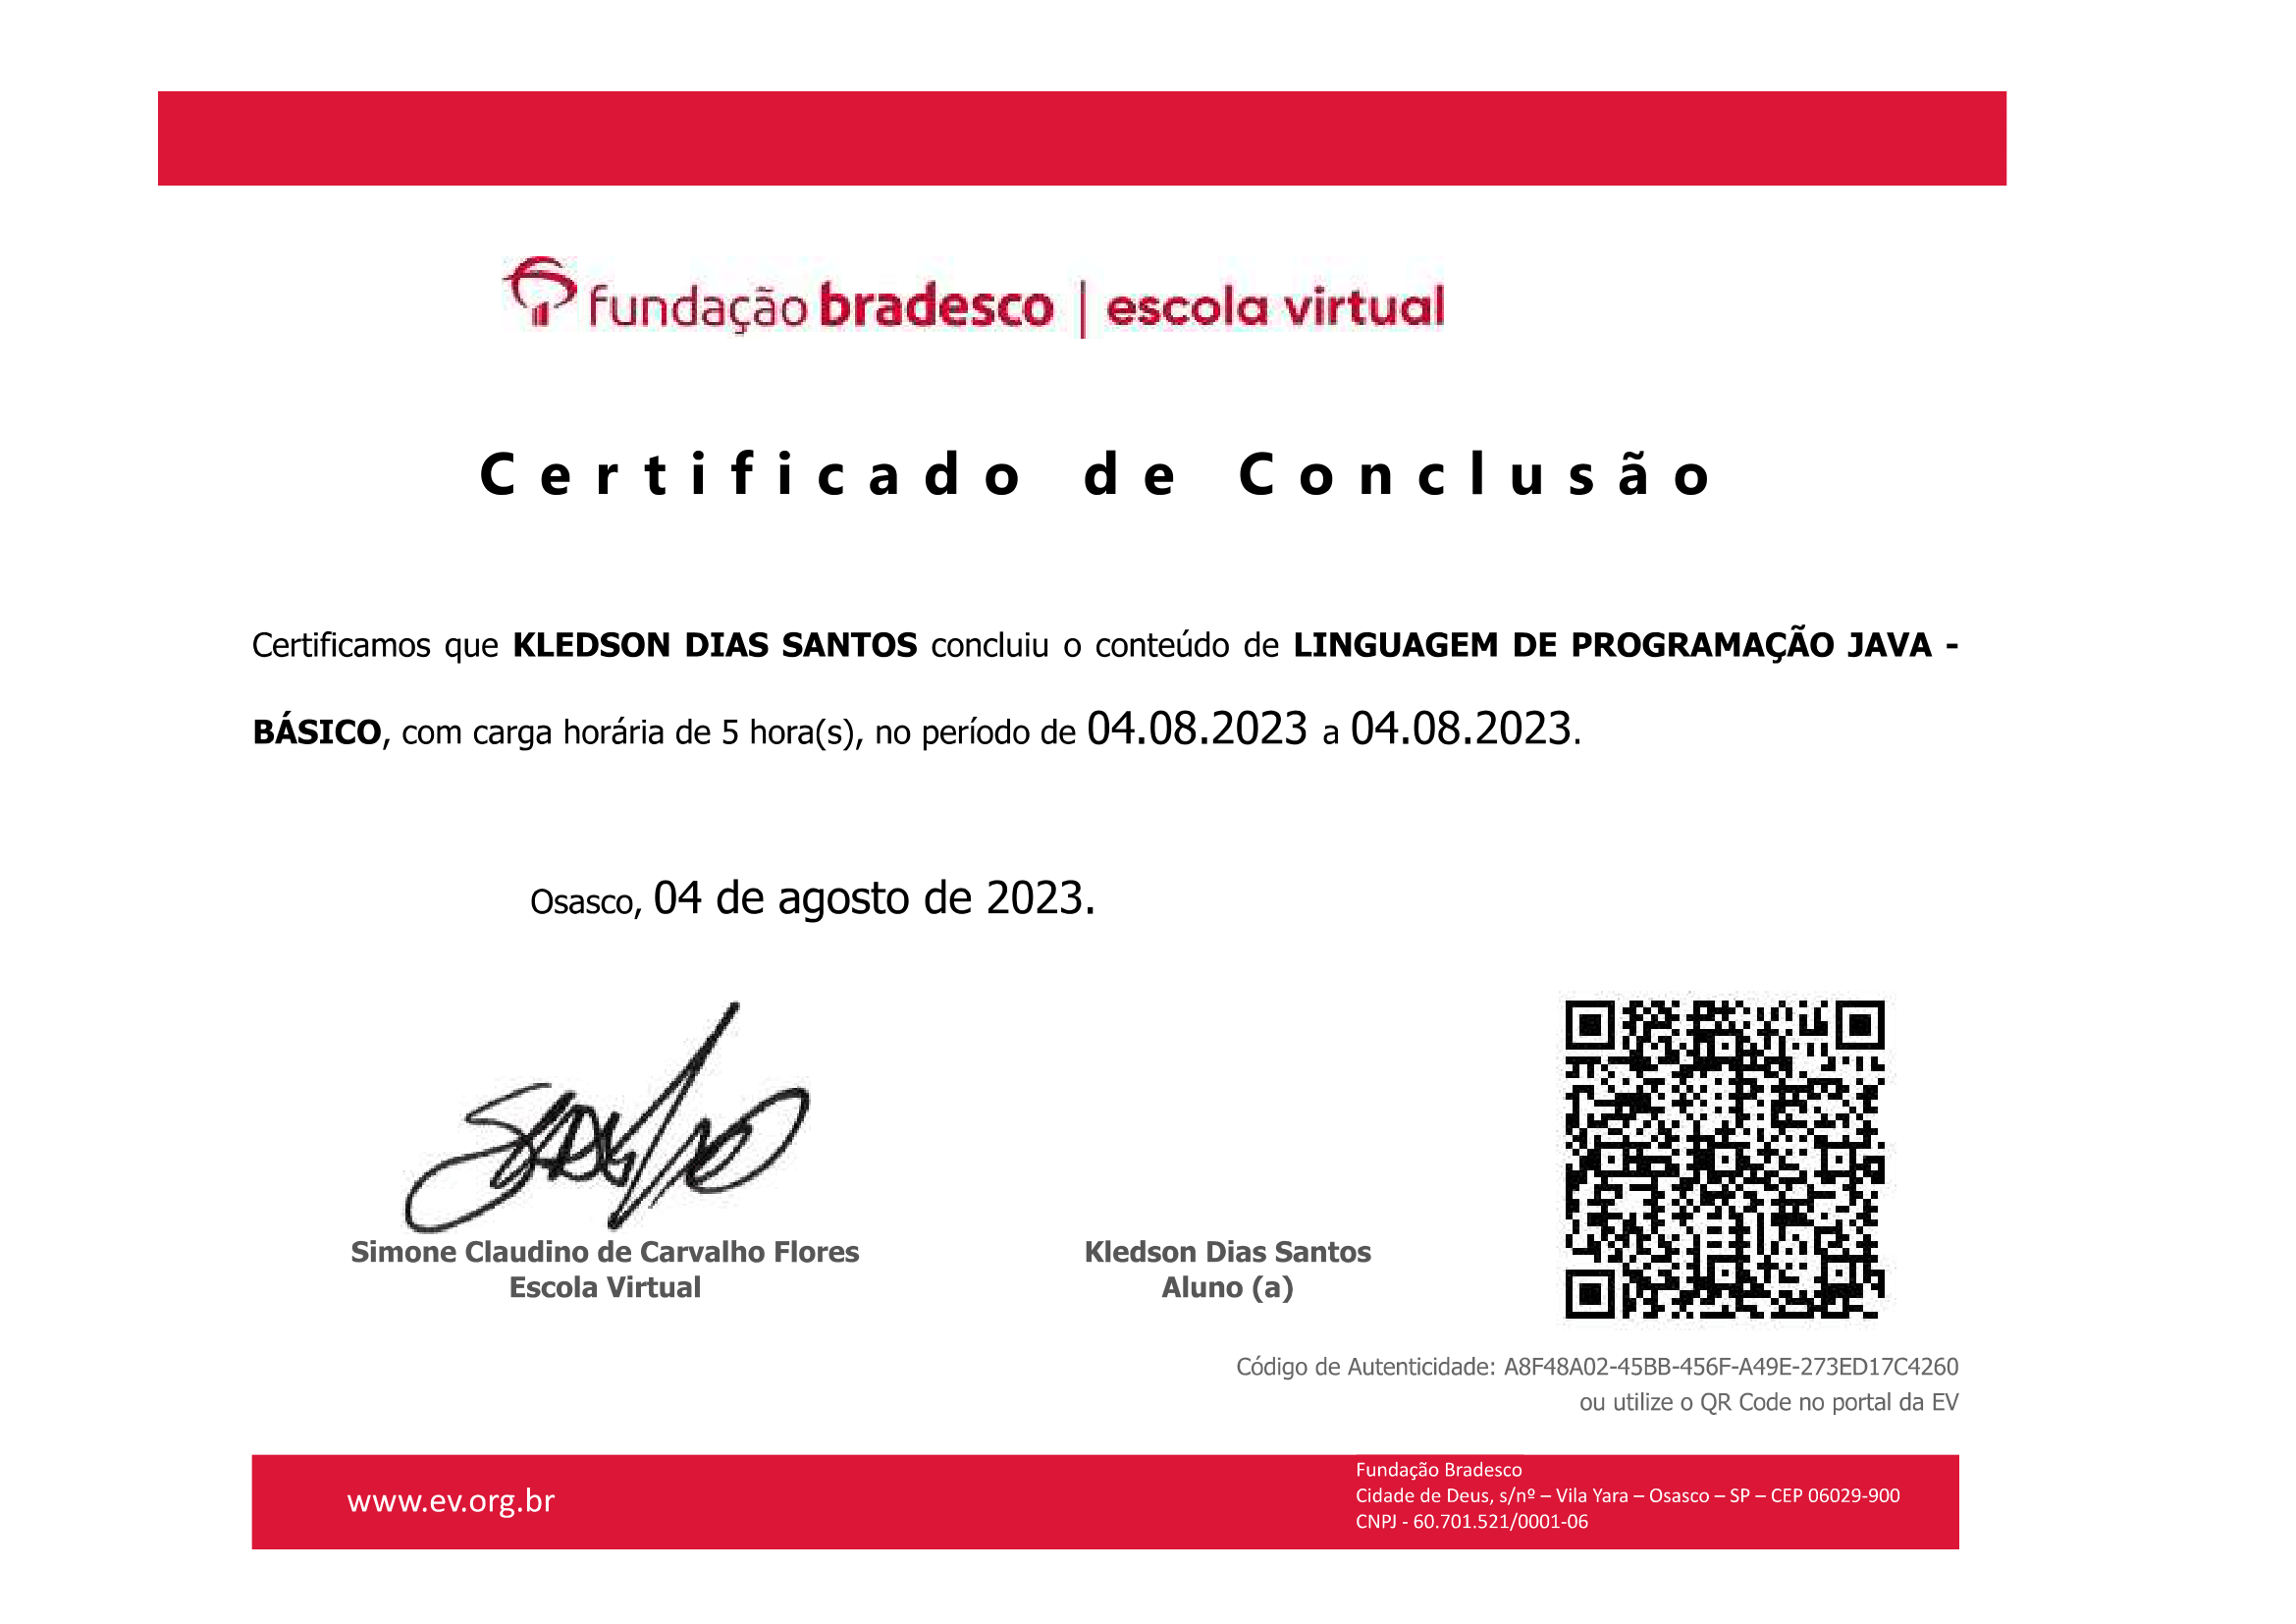 fundação bradesco | escola virtual
Certificado de Conclusão
Certificamos que KLEDSON DIAS SANTOS concluiu o conteúdo de LINGUAGEM DE PROGRAMAÇÃO JAVA -
BÁSICO, com carga horária de 5 hora(s), no período de 04.08.2023 a 04.08.2023.
Osasco, 04 de agosto de 2023.
Simone Claudino de Carvalho Flores
Escola Virtual
Kledson Dias Santos
Aluno (a)
Código de Autenticidade: A8F48A02-45BB-456F-A49E-273ED17C4260
ou utilize o QR Code no portal da EV
www.ev.org.br
Fundação Bradesco
Cidade de Deus, s/nº – Vila Yara – Osasco – SP – CEP 06029-900
CNPJ - 60.701.521/0001-06